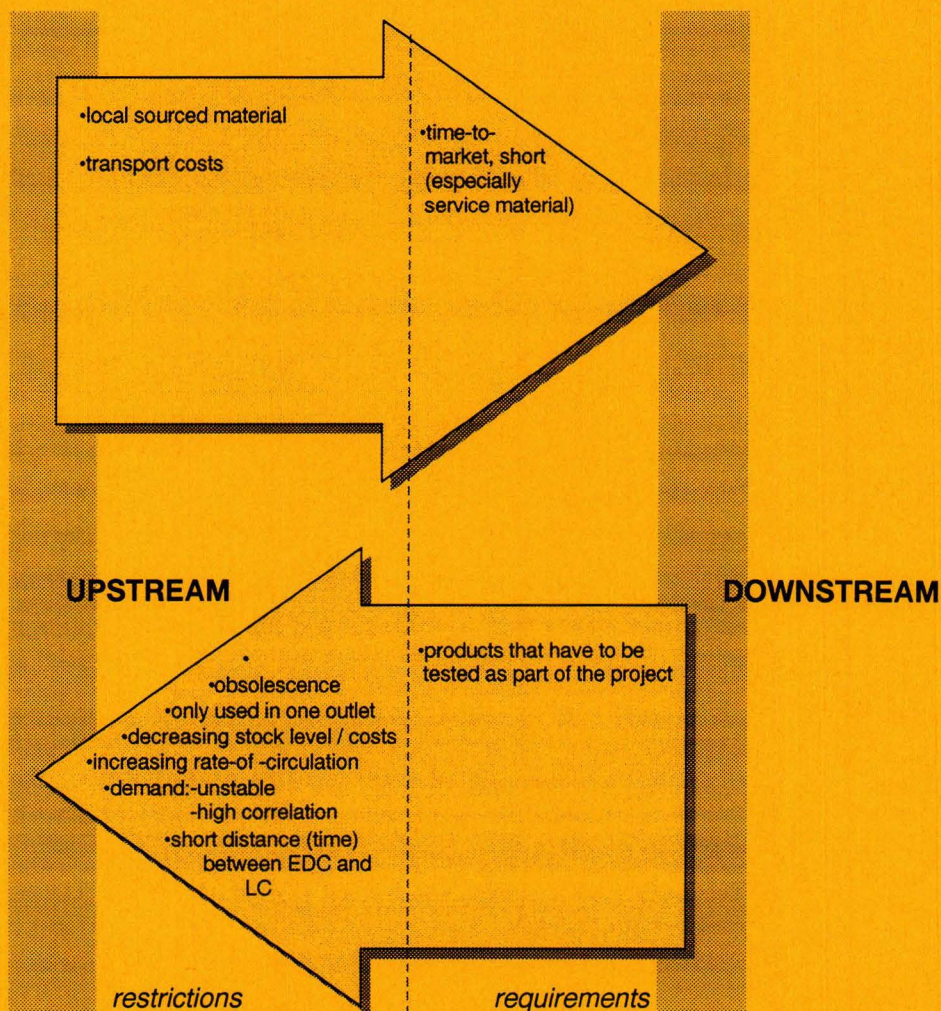 •local sourced material
•transport costs
•time-to-
market, short
(especially
service material)
UPSTREAM
DOWNSTREAM
•
•obsolescence
•only used in one outlet
•decreasing stock level / costs
•increasing rate-of -circulation
•demand:-unstable
-high correlation
•short distance (time)
between EDC and
LC
•products that have to be
tested as part of the project
restrictions
requirements